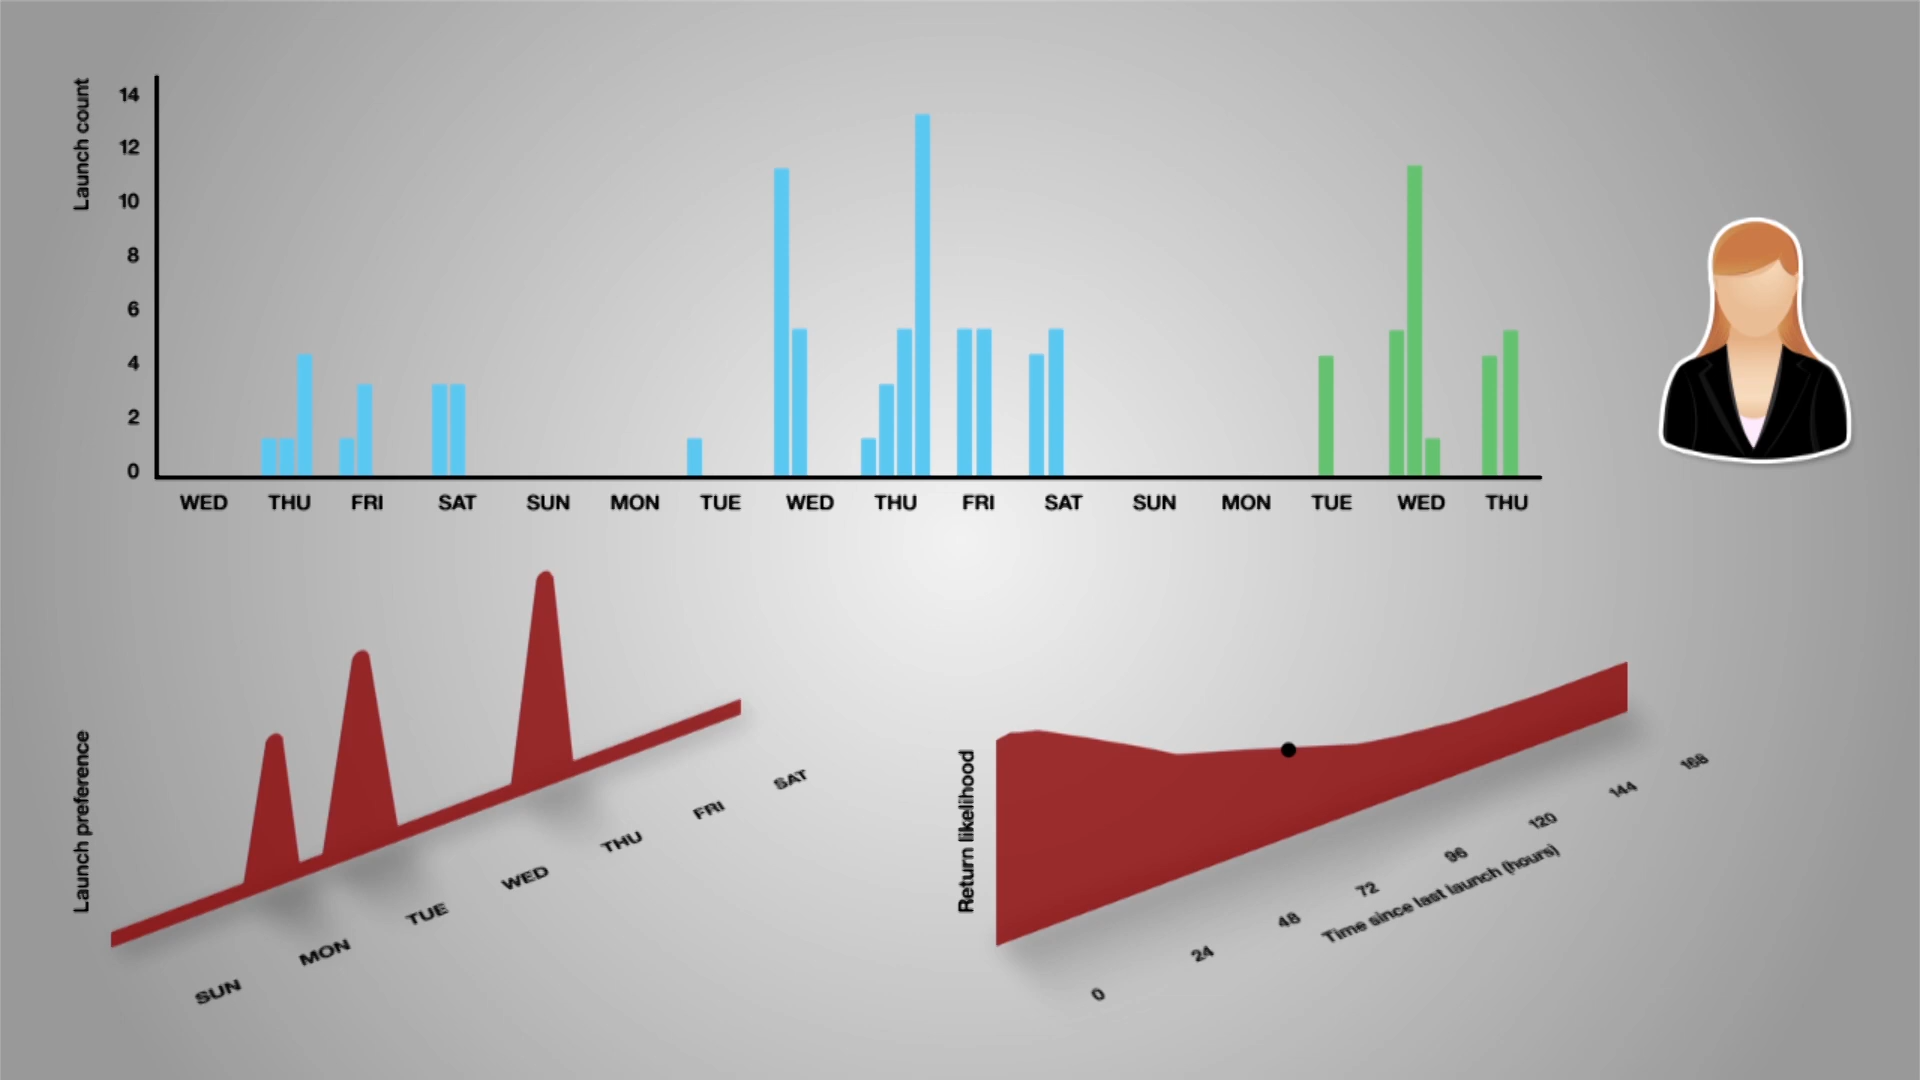 Launch count
14
12
10
8
6
4
2
0
WED THU FRI SAT SUN MON TUE WED THU FRI SAT SUN MON TUE WED THU
Launch preference
SUN MON TUE WED THU FRI SAT
Return likelihood
0 24 48 72 96 120 144 168
Time since last launch (hours)